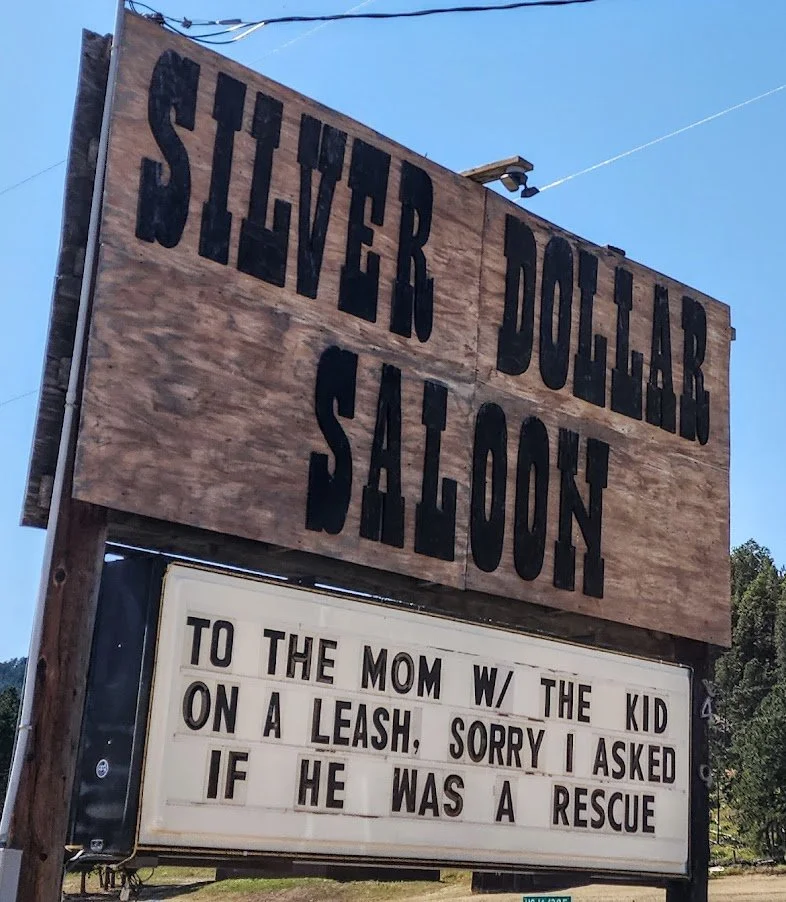 SILVER DOLLAR
SALOON
TO THE MOM W/ THE KID
ON A LEASH, SORRY I ASKED
IF HE WAS A RESCUE